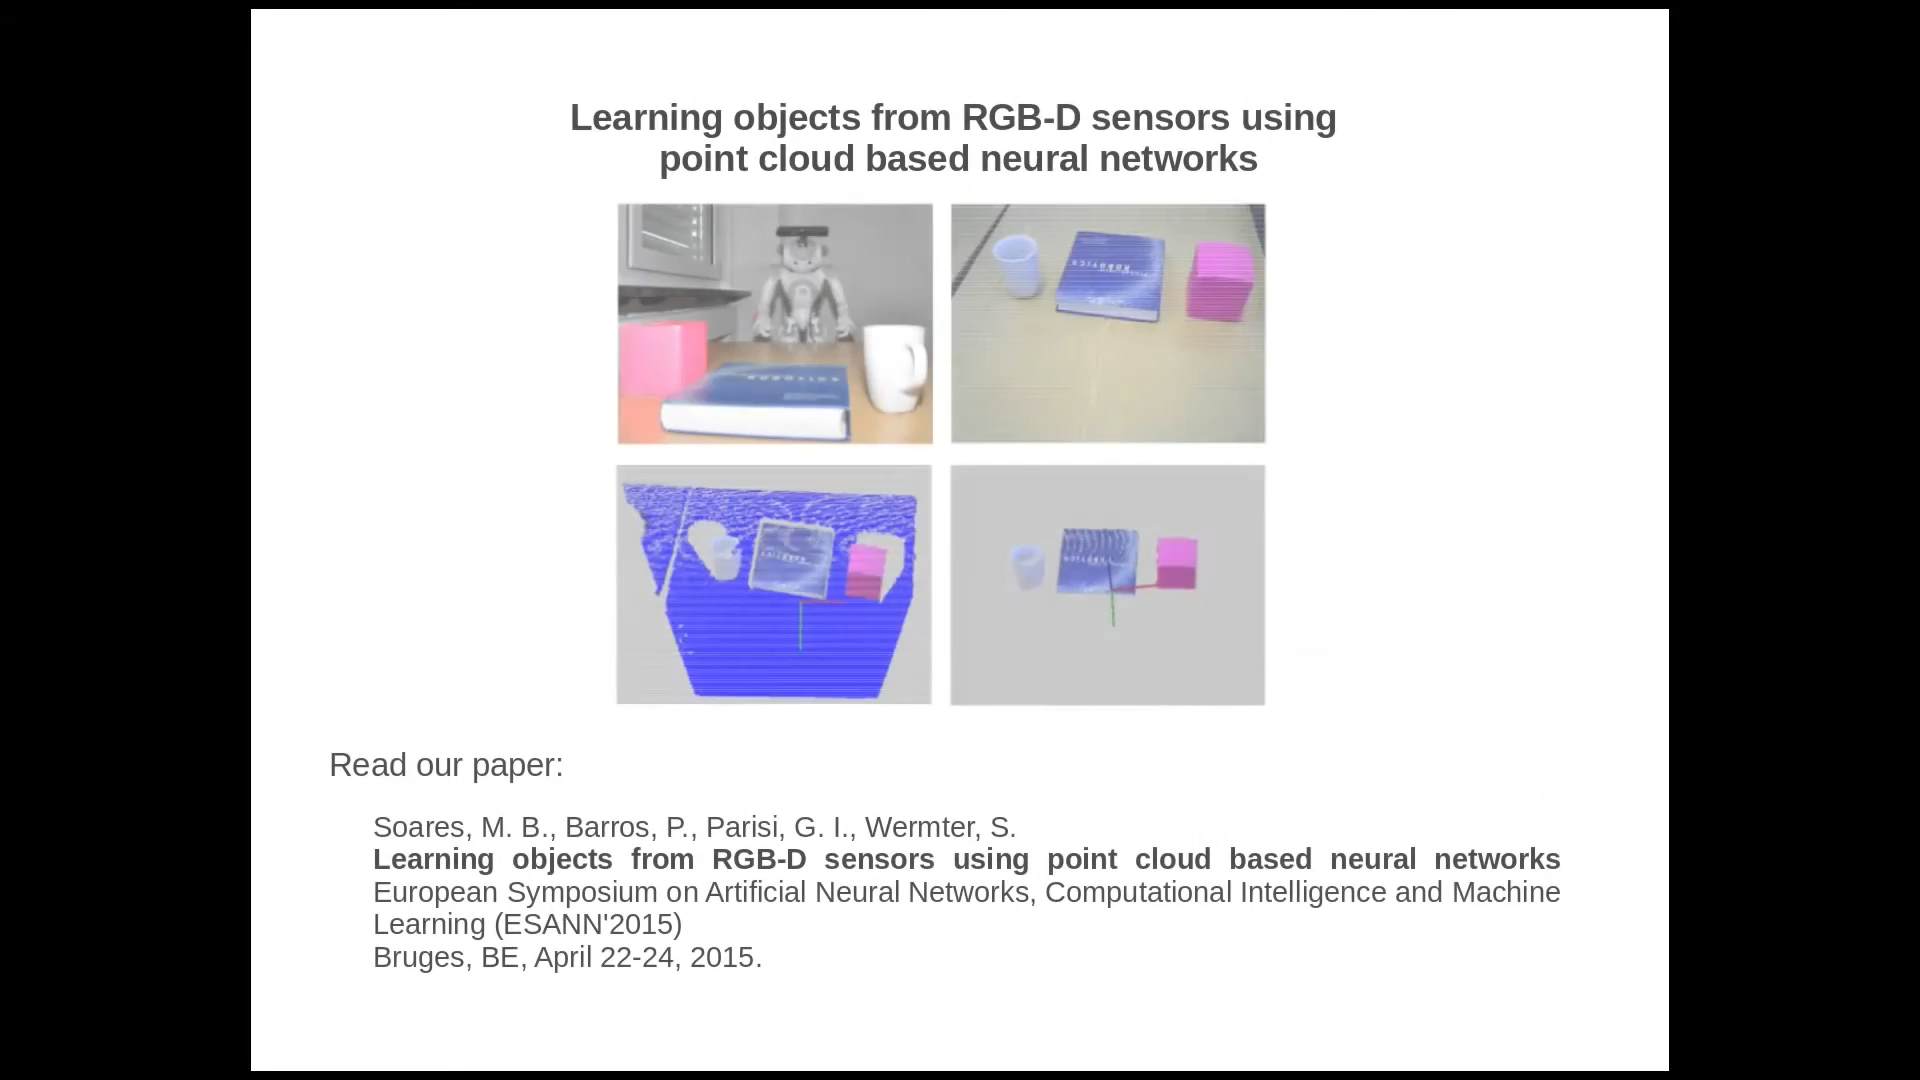 Learning objects from RGB-D sensors using
point cloud based neural networks
ROBOTICS
Read our paper:
Soares, M. B., Barros, P., Parisi, G. I., Wermter, S.
Learning objects from RGB-D sensors using point cloud based neural networks
European Symposium on Artificial Neural Networks, Computational Intelligence and Machine
Learning (ESANN'2015)
Bruges, BE, April 22-24, 2015.